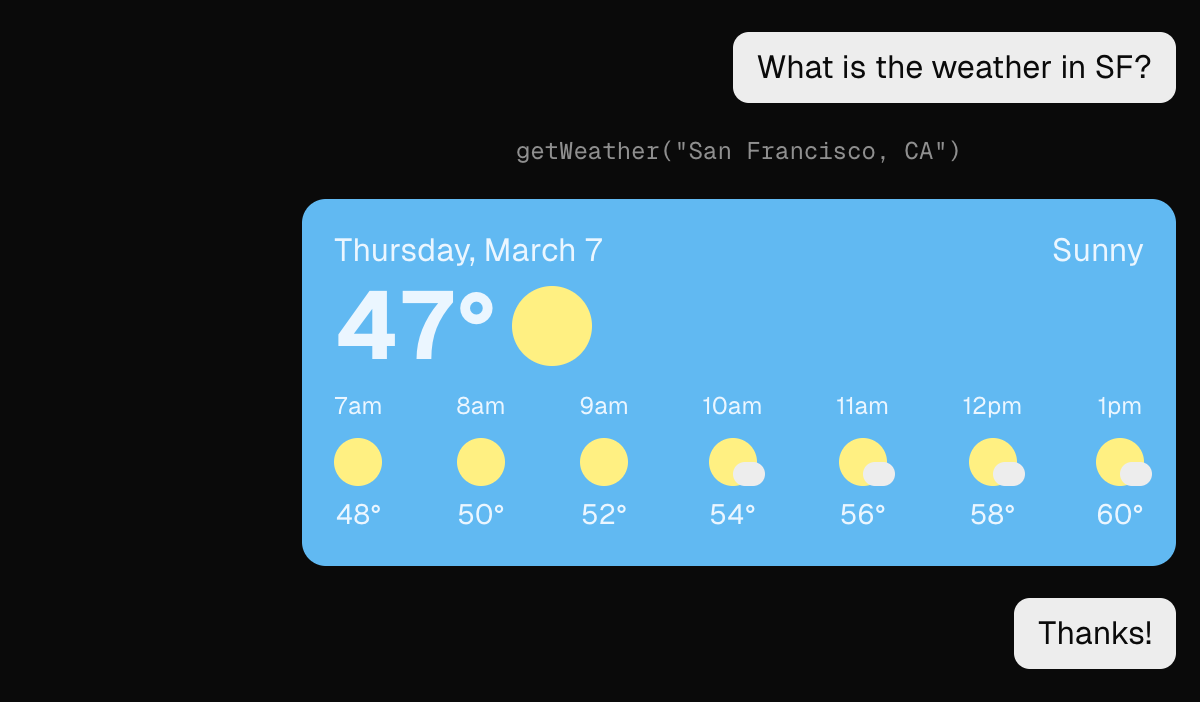 What is the weather in SF?
getWeather("San Francisco, CA")
Thursday, March 7 Sunny
47°
7am 8am 9am 10am 11am 12pm 1pm
48° 50° 52° 54° 56° 58° 60°
Thanks!